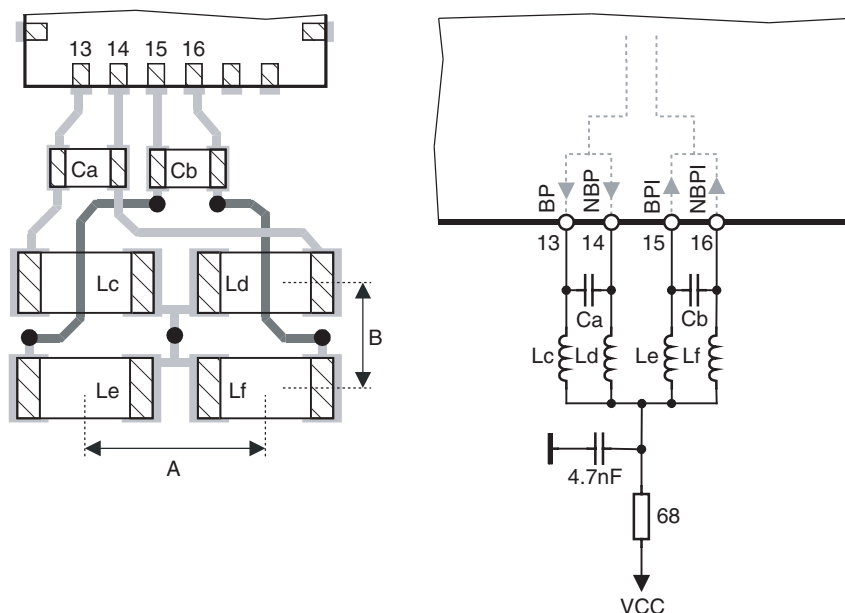 13 14 15 16
Ca Cb
Lc Ld
B
Le Lf
A
BP NBP BPI NBPI
13 14 15 16
Ca Cb
Lc Ld Le Lf
4.7nF
68
VCC